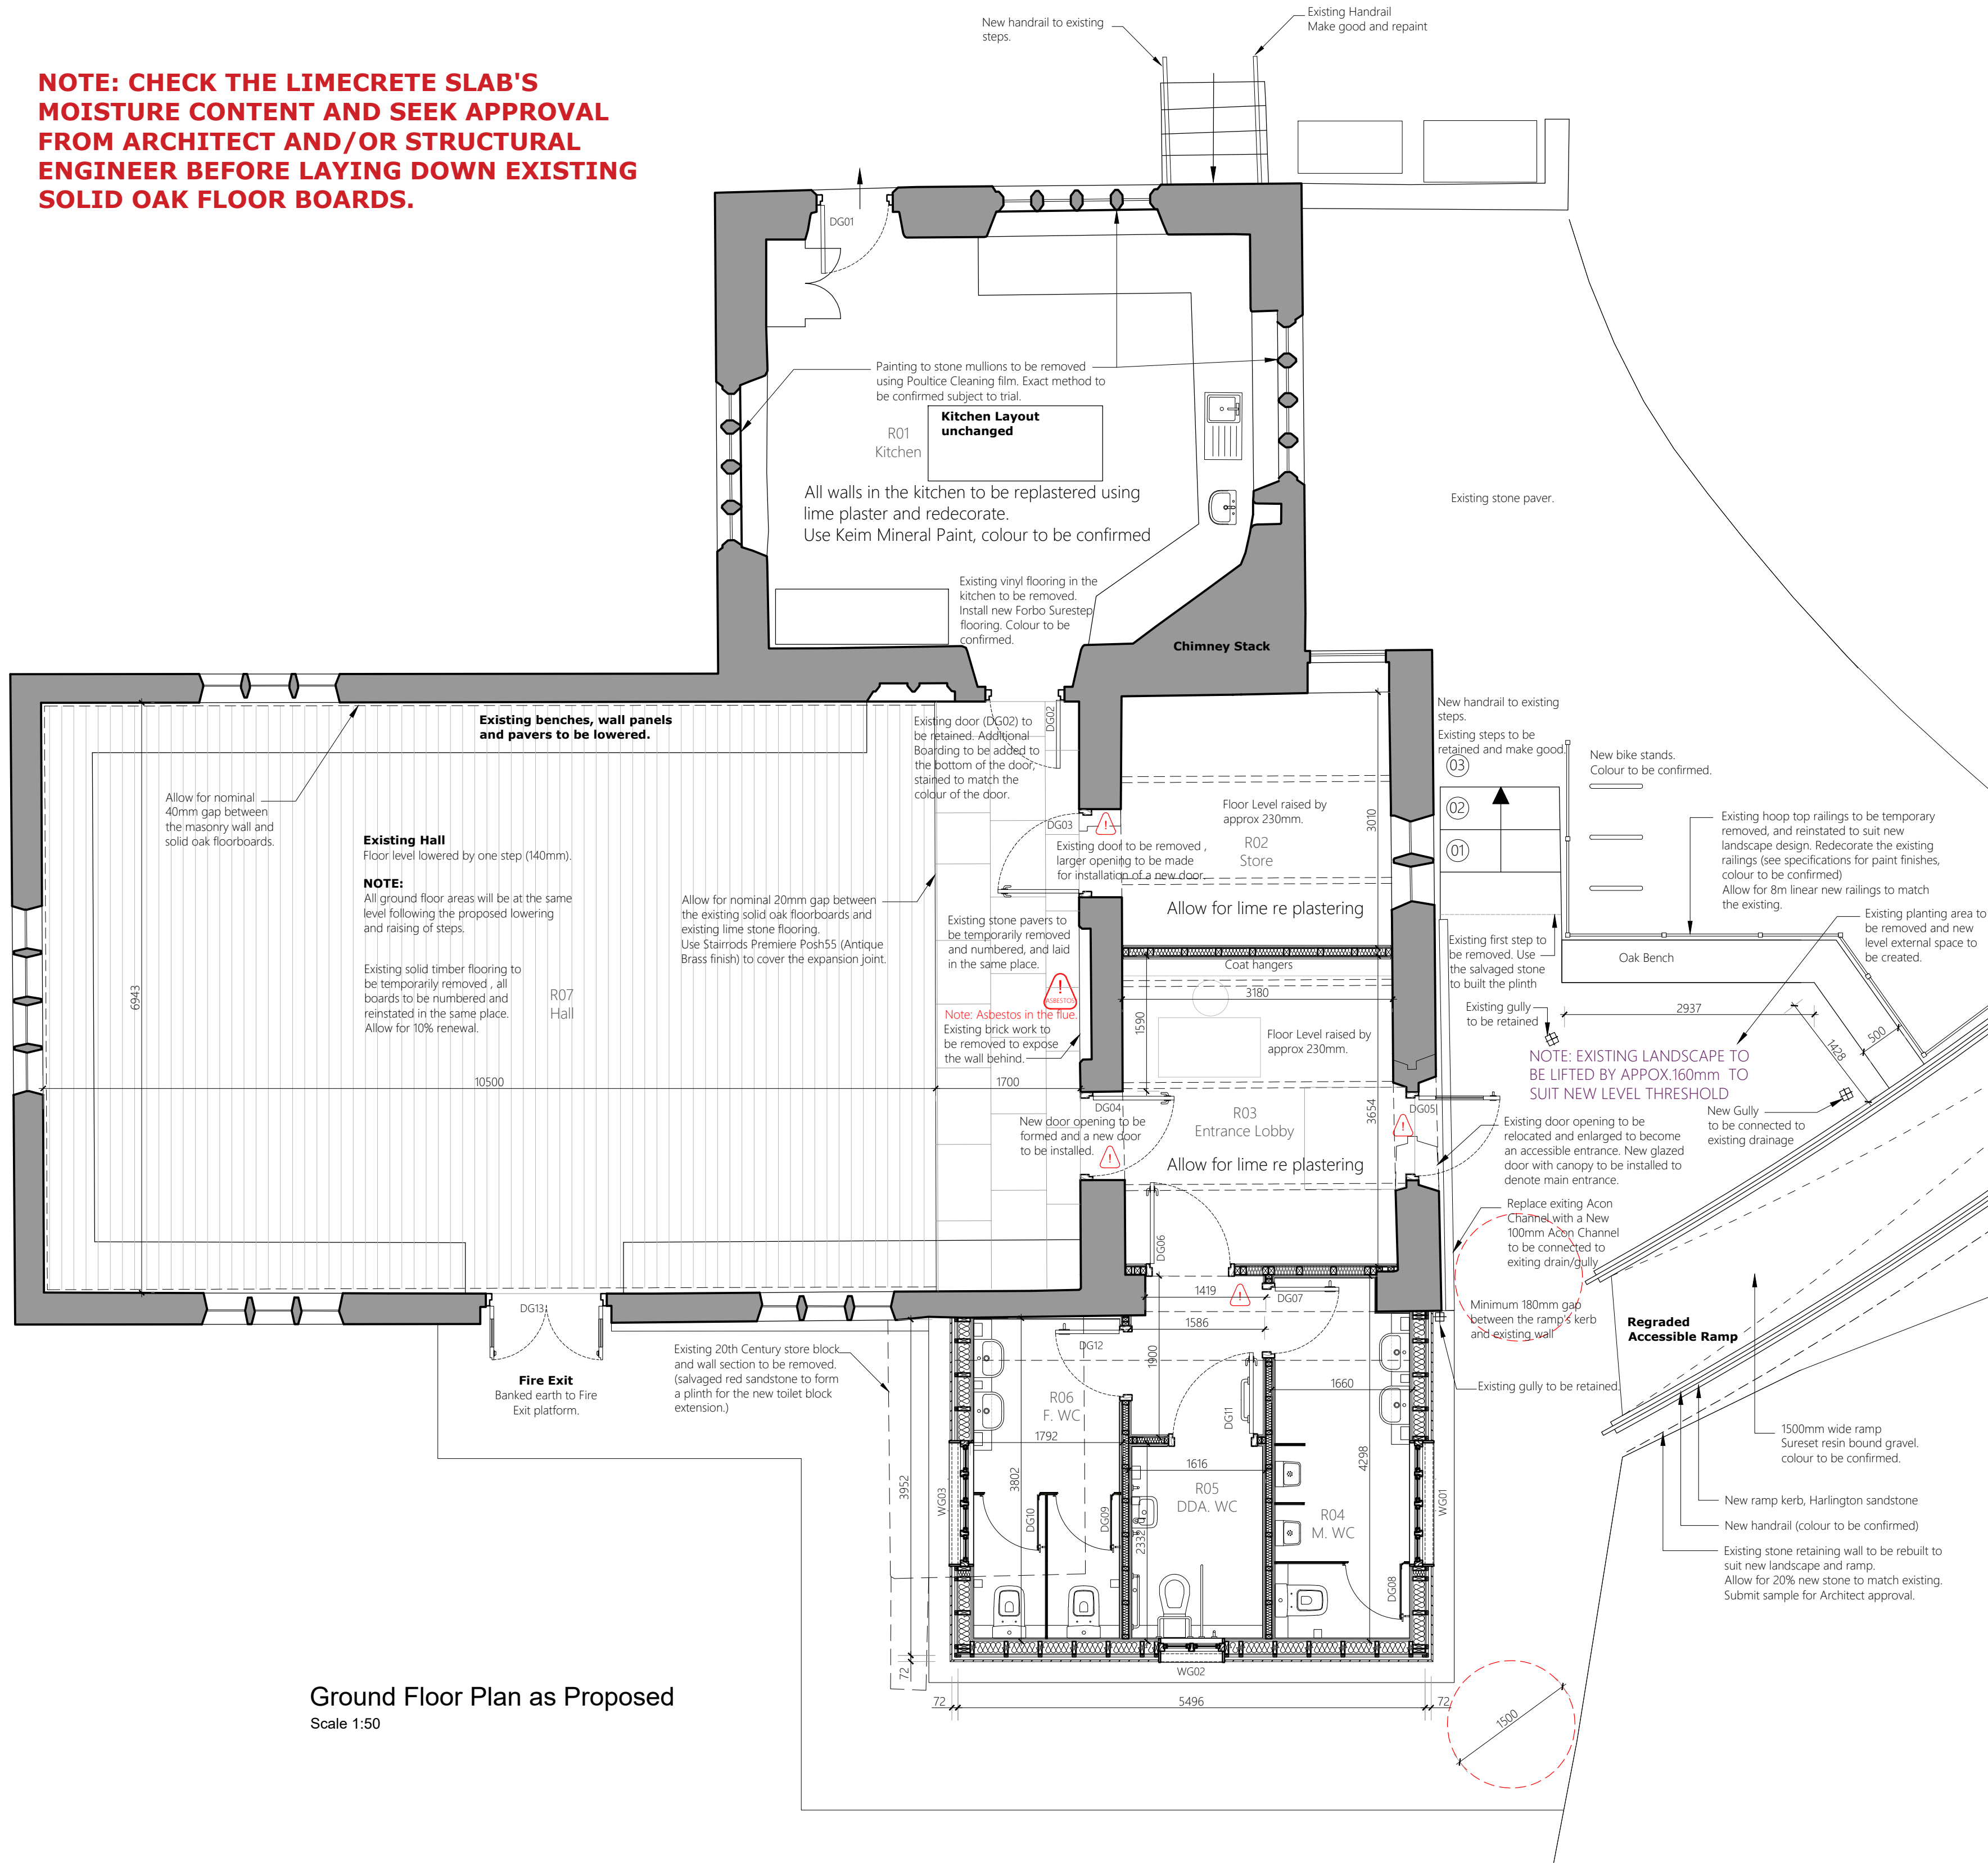 New handrail to existing
steps.
Existing Handrail
Make good and repaint
NOTE: CHECK THE LIMECRETE SLAB'S
MOISTURE CONTENT AND SEEK APPROVAL
FROM ARCHITECT AND/OR STRUCTURAL
ENGINEER BEFORE LAYING DOWN EXISTING
SOLID OAK FLOOR BOARDS.
DG01
Painting to stone mullions to be removed
using Poultice Cleaning film. Exact method to
be confirmed subject to trial.
Kitchen Layout
unchanged
R01
Kitchen
All walls in the kitchen to be replastered using
lime plaster and redecorate.
Use Keim Mineral Paint, colour to be confirmed
Existing stone paver.
Existing vinyl flooring in the
kitchen to be removed.
Install new Forbo Surestep
flooring. Colour to be
confirmed.
Chimney Stack
Existing benches, wall panels
and pavers to be lowered.
Existing door (DG02) to
be retained. Additional
Boarding to be added to
the bottom of the door,
stained to match the
colour of the door.
DG02
New handrail to existing
steps.
Existing steps to be
retained and make good.
03
02
01
New bike stands.
Colour to be confirmed.
Allow for nominal
40mm gap between
the masonry wall and
solid oak floorboards.
Existing Hall
Floor level lowered by one step (140mm).
NOTE:
All ground floor areas will be at the same
level following the proposed lowering
and raising of steps.
Existing solid timber flooring to
be temporarily removed , all
boards to be numbered and
reinstated in the same place.
Allow for 10% renewal.
R07
Hall
6943
10500
1700
Allow for nominal 20mm gap between
the existing solid oak floorboards and
existing lime stone flooring.
Use Stairrods Premiere Posh55 (Antique
Brass finish) to cover the expansion joint.
DG03
!
Existing door to be removed ,
larger opening to be made
for installation of a new door.
Floor Level raised by
approx 230mm.
R02
Store
3010
Allow for lime re plastering
Existing stone pavers to
be temporarily removed
and numbered, and laid
in the same place.
!
ASBESTOS
Note: Asbestos in the flue.
Existing brick work to
be removed to expose
the wall behind.
Coat hangers
3180
1590
Floor Level raised by
approx 230mm.
3654
DG04
New door opening to be
formed and a new door
to be installed.
!
R03
Entrance Lobby
Allow for lime re plastering
DG05
!
Existing hoop top railings to be temporary
removed, and reinstated to suit new
landscape design. Redecorate the existing
railings (see specifications for paint finishes,
colour to be confirmed)
Allow for 8m linear new railings to match
the existing.
Existing planting area to
be removed and new
level external space to
be created.
Existing first step to
be removed. Use
the salvaged stone
to built the plinth
Oak Bench
Existing gully
to be retained
2937
500
1428
NOTE: EXISTING LANDSCAPE TO
BE LIFTED BY APPOX.160mm TO
SUIT NEW LEVEL THRESHOLD
New Gully
to be connected to
existing drainage
Existing door opening to be
relocated and enlarged to become
an accessible entrance. New glazed
door with canopy to be installed to
denote main entrance.
Replace exiting Acon
Channel with a New
100mm Acon Channel
to be connected to
exiting drain/gully
Minimum 180mm gap
between the ramp's kerb
and existing wall
Regraded
Accessible Ramp
DG06
1419
!
DG07
1586
DG13
Fire Exit
Banked earth to Fire
Exit platform.
Existing 20th Century store block
and wall section to be removed.
(salvaged red sandstone to form
a plinth for the new toilet block
extension.)
DG12
1900
R06
F. WC
1792
1660
DG11
Existing gully to be retained.
1616
3952
WG03
3802
DG10
DG09
R05
DDA. WC
2332
R04
M. WC
4298
WG01
DG08
1500mm wide ramp
Sureset resin bound gravel.
colour to be confirmed.
New ramp kerb, Harlington sandstone
New handrail (colour to be confirmed)
Existing stone retaining wall to be rebuilt to
suit new landscape and ramp.
Allow for 20% new stone to match existing.
Submit sample for Architect approval.
72
WG02
72
5496
72
1500
Ground Floor Plan as Proposed
Scale 1:50